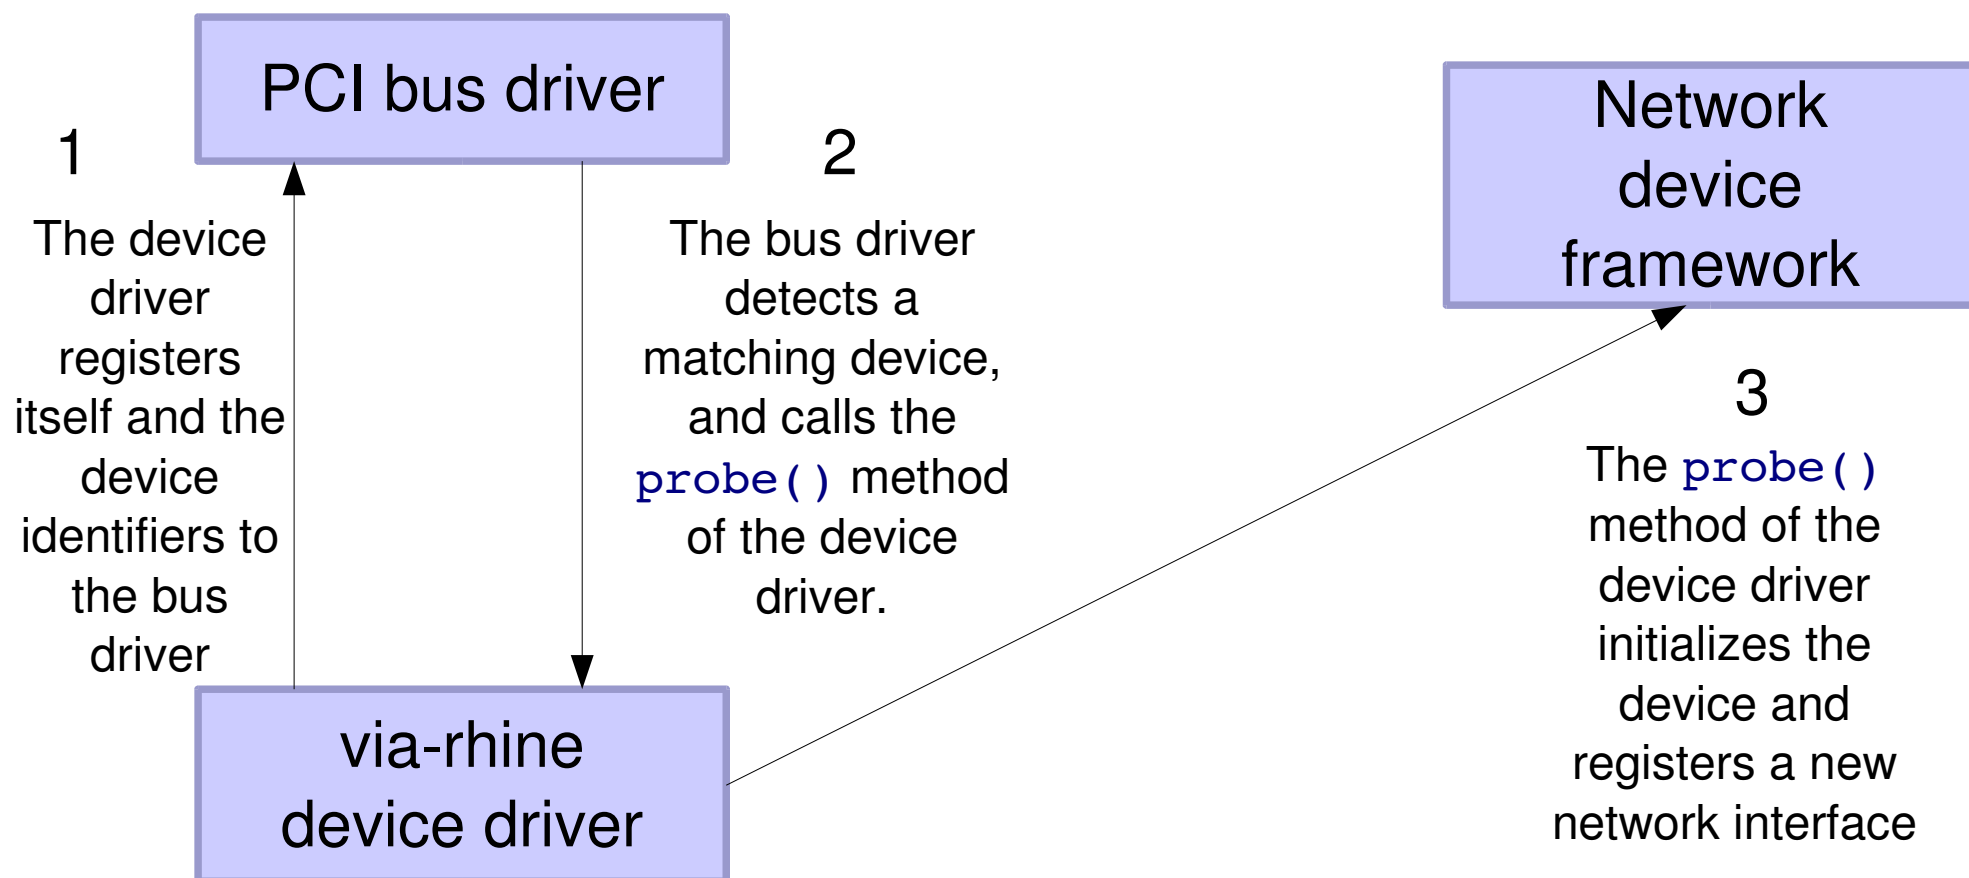 PCI bus driver
1
The device
driver
registers
itself and the
device
identifiers to
the bus
driver
2
The bus driver
detects a
matching device,
and calls the
probe() method
of the device
driver.
via-rhine
device driver
Network
device
framework
3
The probe()
method of the
device driver
initializes the
device and
registers a new
network interface